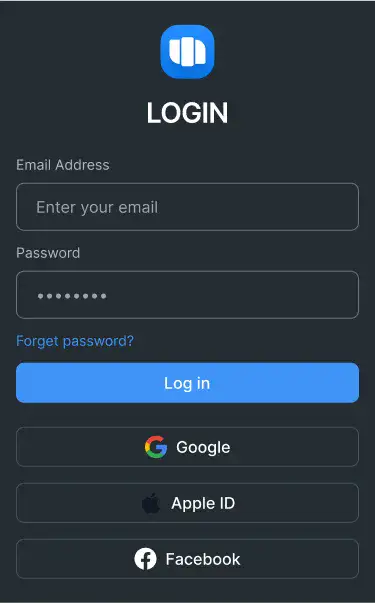 LOGIN
Email Address
Enter your email
Password
Forget password?
Log in
Google
Apple ID
Facebook